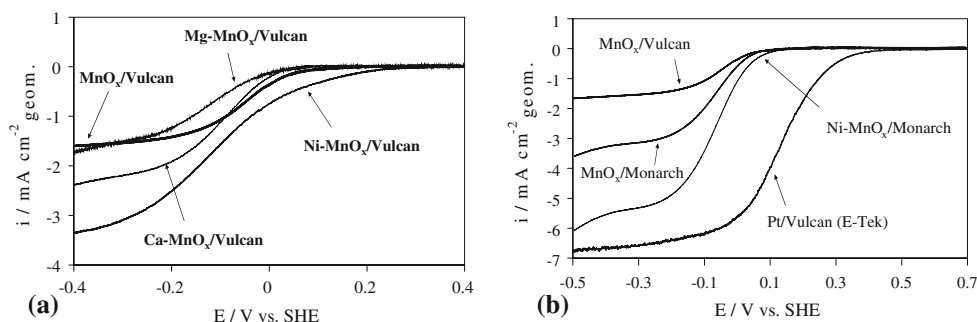 1
0
-1
-2
-3
-4
i / mA cm⁻² geom.
Mg-MnOₓ/Vulcan
MnOₓ/Vulcan
Ni-MnOₓ/Vulcan
Ca-MnOₓ/Vulcan
-0.4 -0.2 0 0.2 0.4
(a)
E / V vs. SHE
1
0
-1
-2
-3
-4
-5
-6
-7
i / mA cm⁻² geom.
MnOₓ/Vulcan
Ni-MnOₓ/Monarch
MnOₓ/Monarch
Pt/Vulcan (E-Tek)
-0.5 -0.3 -0.1 0.1 0.3 0.5 0.7
(b)
E / V vs. SHE